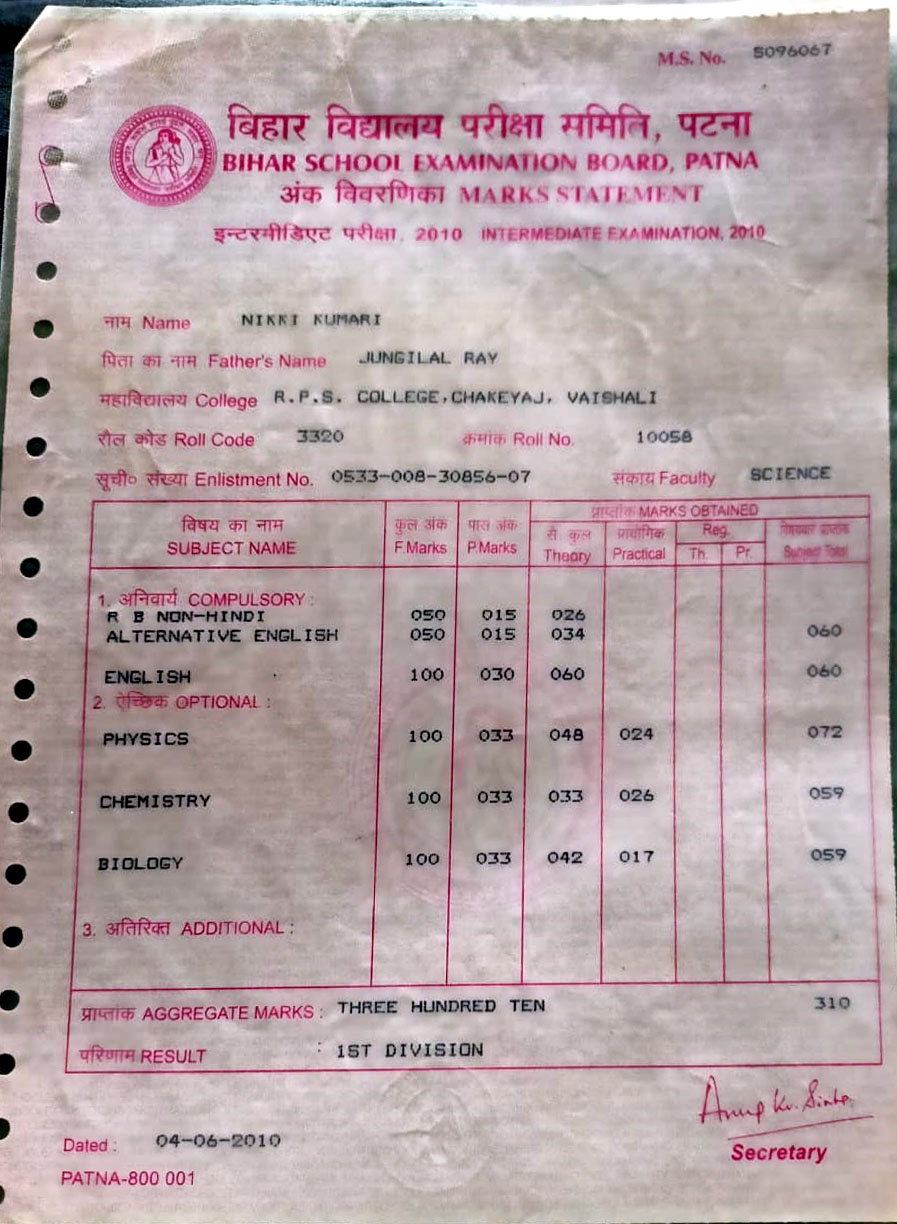 M.S. No. 5096067
बिहार विद्यालय परीक्षा समिति, पटना
BIHAR SCHOOL EXAMINATION BOARD, PATNA
अंक विवरणिका MARKS STATEMENT
इन्टरमीडिएट परीक्षा, 2010 INTERMEDIATE EXAMINATION, 2010
नाम Name NIKKI KUMARI
पिता का नाम Father's Name JUNGILAL RAY
महाविद्यालय College R.P.S. COLLEGE,CHAKEYAJ, VAISHALI
रौल कोड Roll Code 3320 क्रमांक Roll No. 10058
सूची० संख्या Enlistment No. 0533-008-30856-07 संकाय Faculty SCIENCE
विषय का नाम कुल अंक पास अंक प्राप्तांक MARKS OBTAINED
SUBJECT NAME F.Marks P.Marks से कुल Theory प्रायोगिक Practical Reg. Th. Pr. Subject Total
1. अनिवार्य COMPULSORY :
R B NON-HINDI 050 015 026
ALTERNATIVE ENGLISH 050 015 034 060
ENGLISH 100 030 060 060
2. ऐच्छिक OPTIONAL :
PHYSICS 100 033 048 024 072
CHEMISTRY 100 033 033 026 059
BIOLOGY 100 033 042 017 059
3. अतिरिक्त ADDITIONAL :
प्राप्तांक AGGREGATE MARKS : THREE HUNDRED TEN 310
परिणाम RESULT : 1ST DIVISION
Anup Kr. Sinha
Dated : 04-06-2010
Secretary
PATNA-800 001